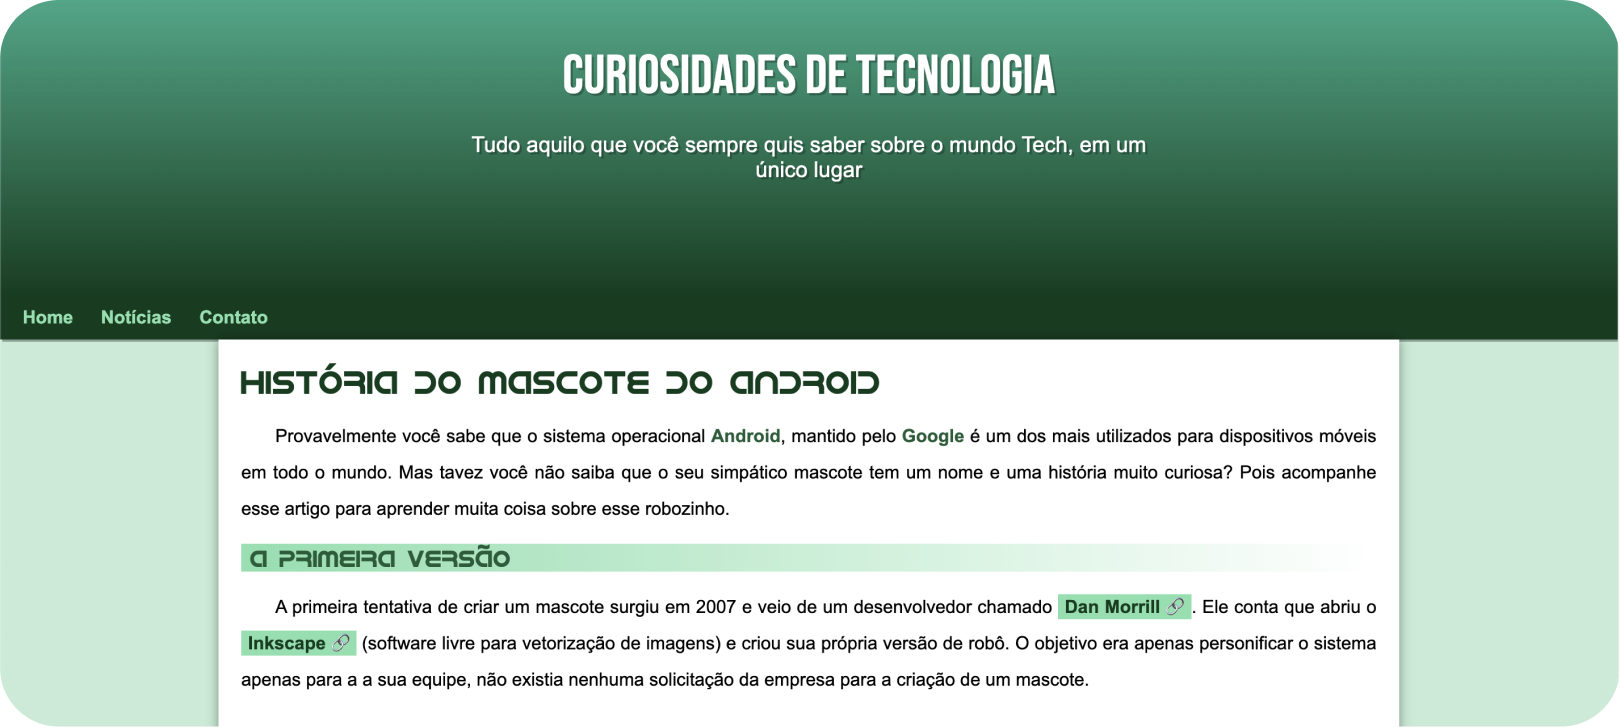 CURIOSIDADES DE TECNOLOGIA
Tudo aquilo que você sempre quis saber sobre o mundo Tech, em um
único lugar
Home Notícias Contato
HISTÓRIA DO MASCOTE DO ANDROID
Provavelmente você sabe que o sistema operacional Android, mantido pelo Google é um dos mais utilizados para dispositivos móveis
em todo o mundo. Mas tavez você não saiba que o seu simpático mascote tem um nome e uma história muito curiosa? Pois acompanhe
esse artigo para aprender muita coisa sobre esse robozinho.
A PRIMEIRA VERSÃO
A primeira tentativa de criar um mascote surgiu em 2007 e veio de um desenvolvedor chamado Dan Morrill 🔗. Ele conta que abriu o
Inkscape 🔗 (software livre para vetorização de imagens) e criou sua própria versão de robô. O objetivo era apenas personificar o sistema
apenas para a a sua equipe, não existia nenhuma solicitação da empresa para a criação de um mascote.